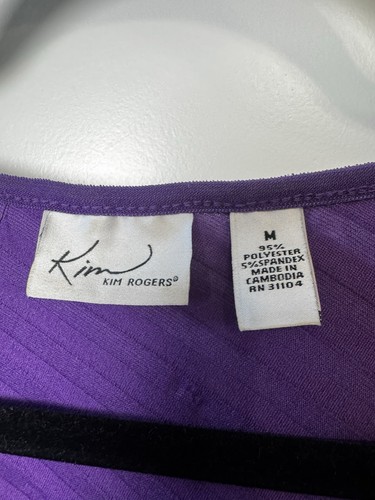 Kim
KIM ROGERS®
M
95%
POLYESTER
5%SPANDEX
MADE IN
CAMBODIA
RN 31104